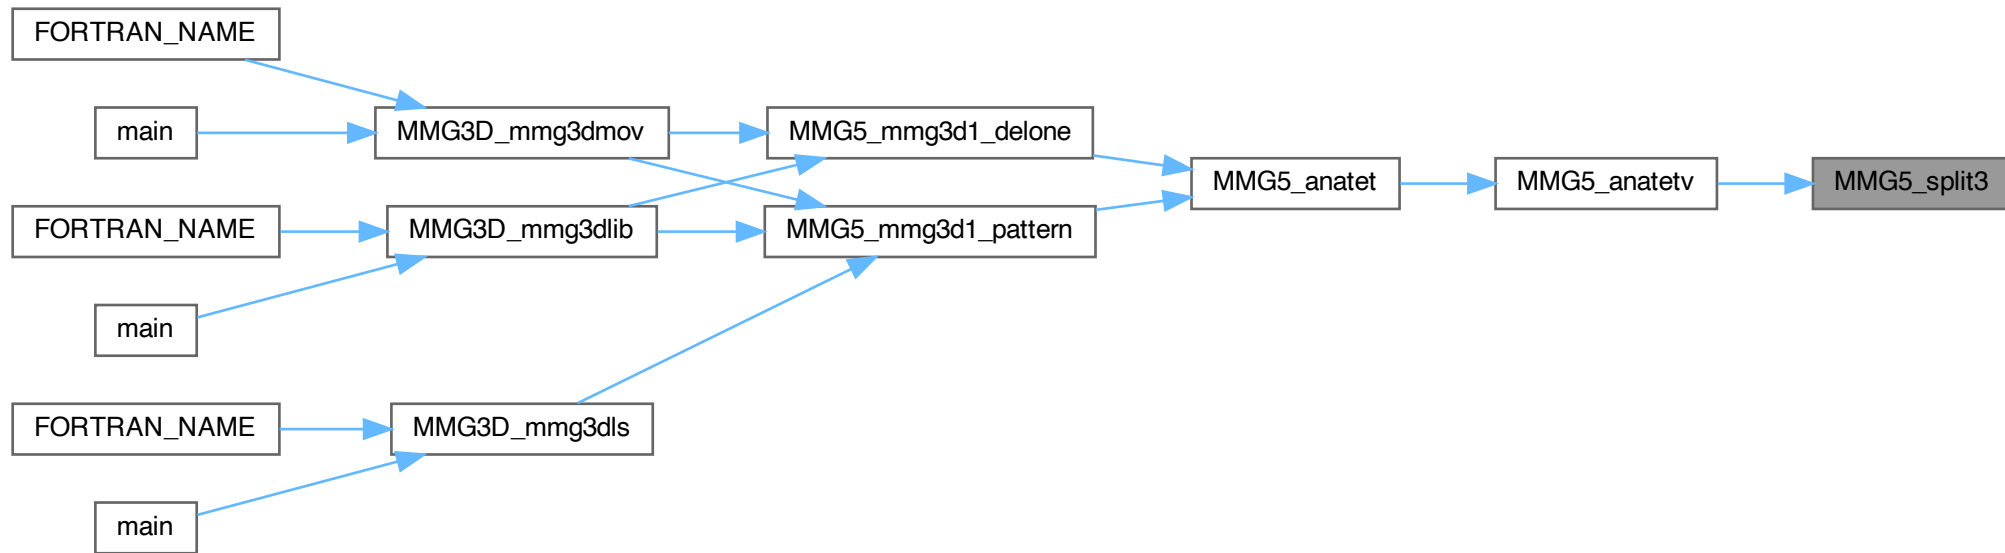 FORTRAN_NAME
main
MMG3D_mmg3dmov
MMG5_mmg3d1_delone
MMG5_anatet
MMG5_anatetv
MMG5_split3
FORTRAN_NAME
MMG3D_mmg3dlib
MMG5_mmg3d1_pattern
main
FORTRAN_NAME
MMG3D_mmg3dls
main